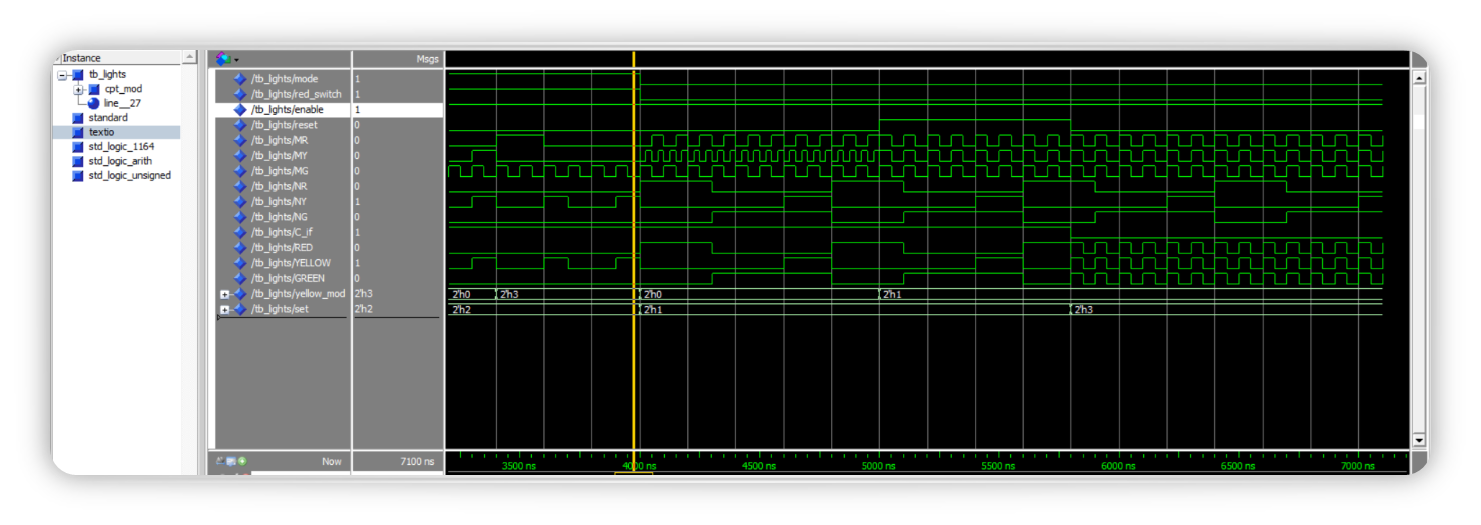 Instance
tb_lights
cpt_mod
line__27
standard
textio
std_logic_1164
std_logic_arith
std_logic_unsigned
Msgs
/tb_lights/mode 1
/tb_lights/red_switch 1
/tb_lights/enable 1
/tb_lights/reset 0
/tb_lights/MR 0
/tb_lights/MY 0
/tb_lights/MG 0
/tb_lights/NR 0
/tb_lights/NY 1
/tb_lights/NG 0
/tb_lights/C_if 1
/tb_lights/RED 0
/tb_lights/YELLOW 1
/tb_lights/GREEN 0
/tb_lights/yellow_mod 2'h3 2'h0 2'h3 2'h0 2'h1
/tb_lights/set 2'h2 2'h2 2'h1 2'h3
Now 7100 ns 3500 ns 4000 ns 4500 ns 5000 ns 5500 ns 6000 ns 6500 ns 7000 ns